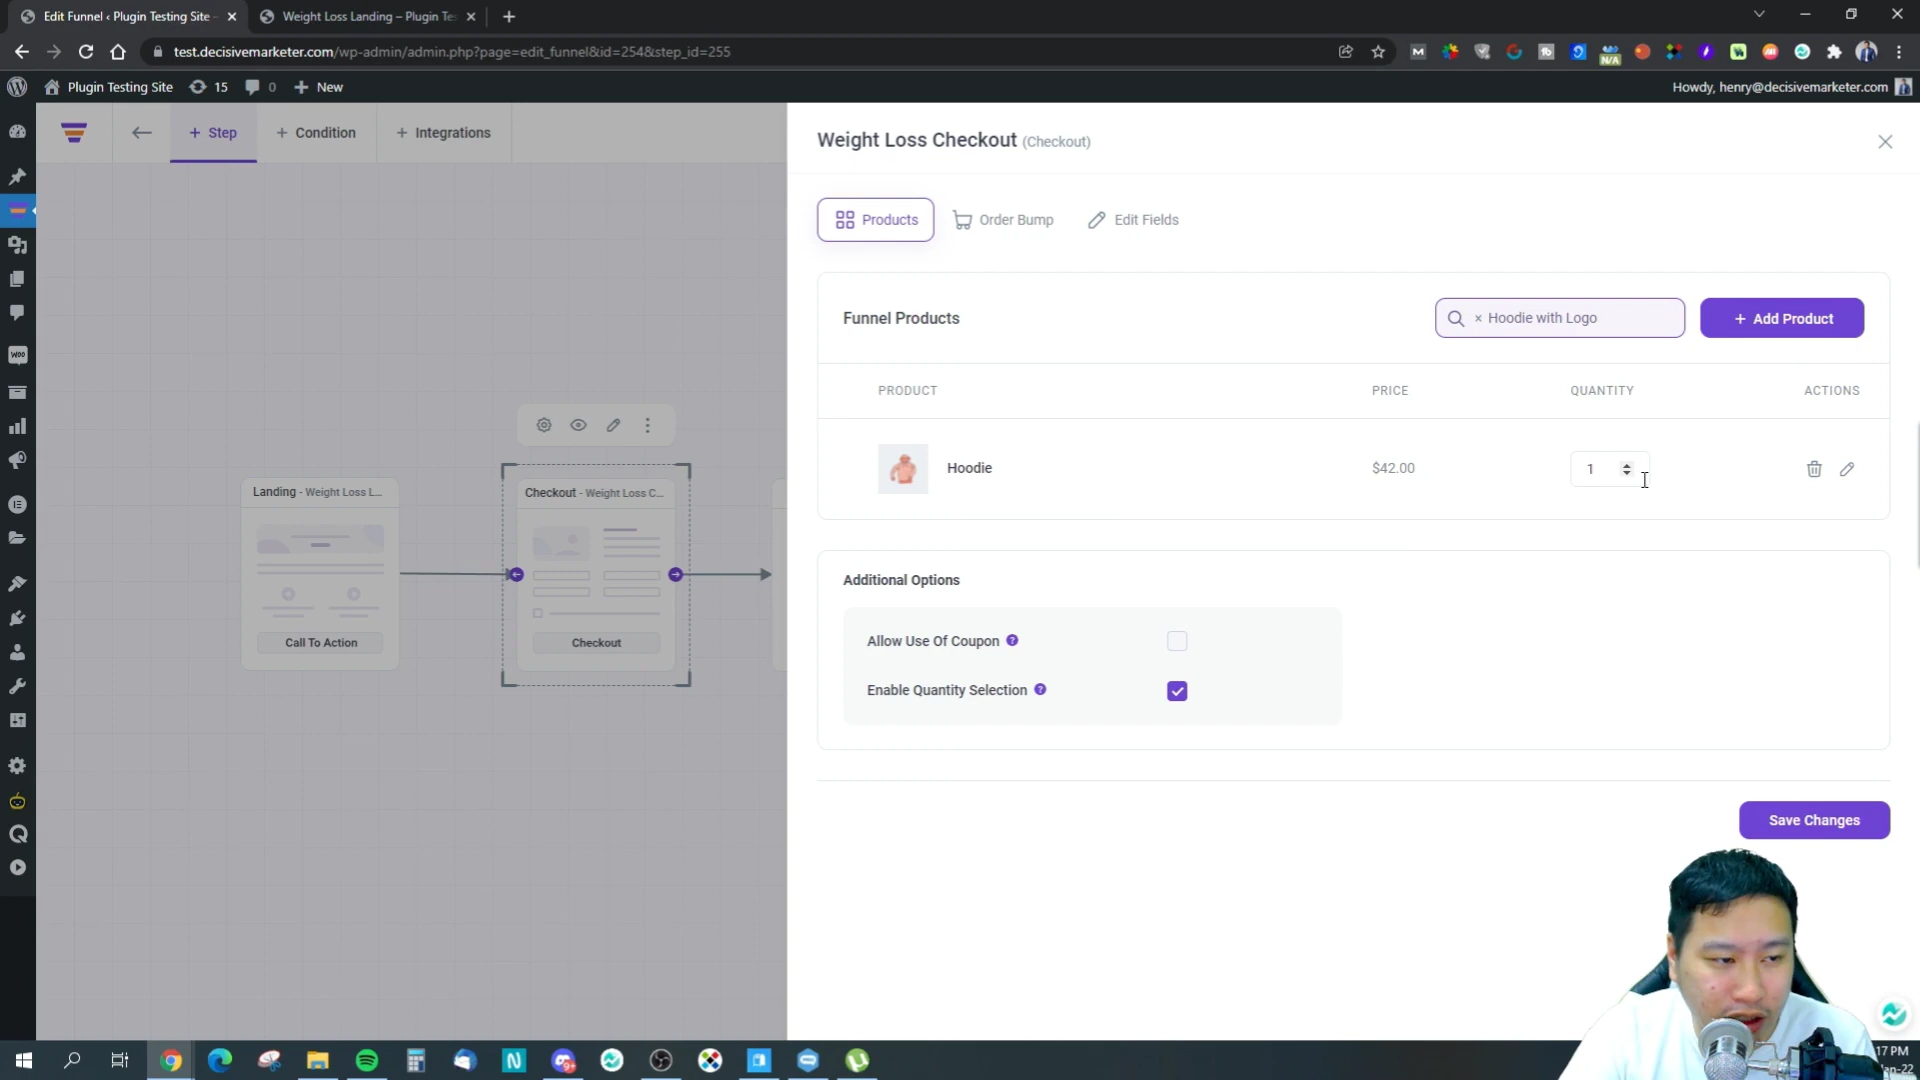 Edit Funnel ‹ Plugin Testing Site –
Weight Loss Landing – Plugin Te
test.decisivemarketer.com/wp-admin/admin.php?page=edit_funnel&id=254&step_id=255
N/A
Plugin Testing Site
15
0
New
Howdy, henry@decisivemarketer.com
+ Step
+ Condition
+ Integrations
Weight Loss Checkout (Checkout)
Products
Order Bump
Edit Fields
Funnel Products
× Hoodie with Logo
+ Add Product
PRODUCT
PRICE
QUANTITY
ACTIONS
Hoodie
$42.00
1
Landing - Weight Loss L...
Call To Action
Checkout - Weight Loss C...
Checkout
Additional Options
Allow Use Of Coupon
Enable Quantity Selection
Save Changes
17 PM